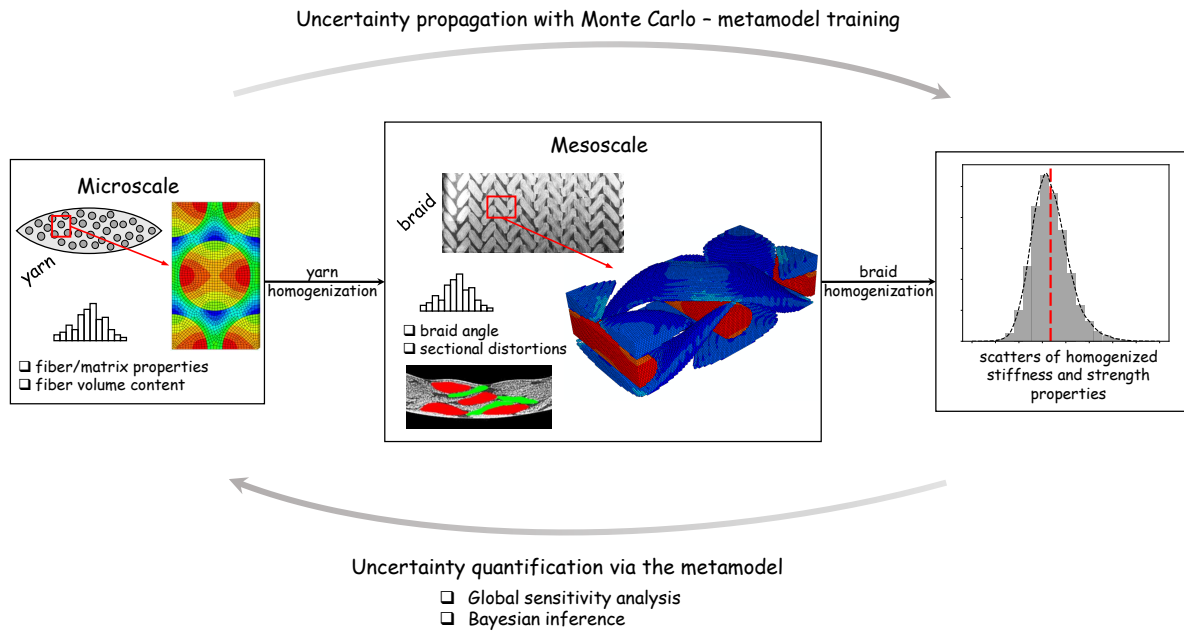 Uncertainty propagation with Monte Carlo – metamodel training
Microscale
yarn
❑ fiber/matrix properties
❑ fiber volume content
yarn
homogenization
Mesoscale
braid
❑ braid angle
❑ sectional distortions
braid
homogenization
scatters of homogenized
stiffness and strength
properties
Uncertainty quantification via the metamodel
❑ Global sensitivity analysis
❑ Bayesian inference